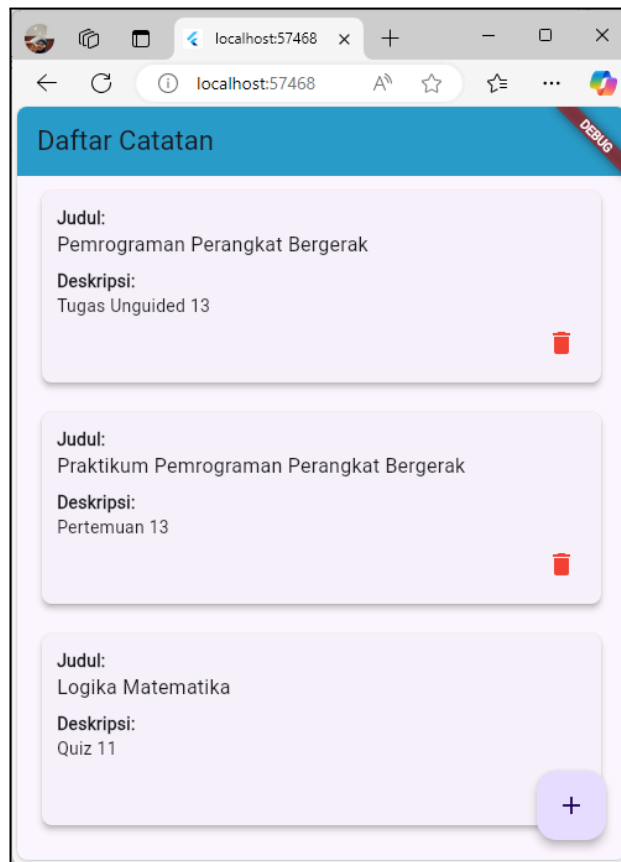 localhost:57468
localhost:57468
Daftar Catatan
DEBUG
Judul:
Pemrograman Perangkat Bergerak
Deskripsi:
Tugas Unguided 13
Judul:
Praktikum Pemrograman Perangkat Bergerak
Deskripsi:
Pertemuan 13
Judul:
Logika Matematika
Deskripsi:
Quiz 11